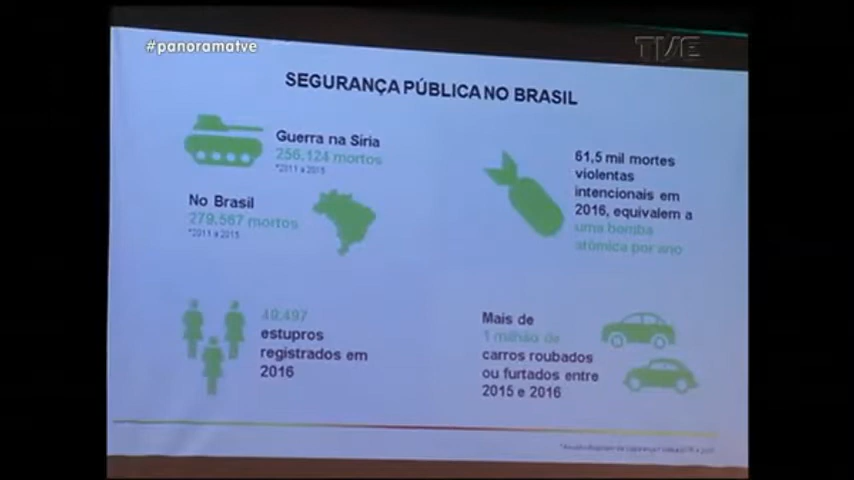 #panoramatve
TVE
SEGURANÇA PÚBLICA NO BRASIL
Guerra na Síria
256,124 mortos
*2011 a 2015
No Brasil
279,567 mortos
*2011 a 2015
61,5 mil mortes
violentas
intencionais em
2016, equivalem a
uma bomba
atômica por ano
49,497
estupros
registrados em
2016
Mais de
1 milhão de
carros roubados
ou furtados entre
2015 e 2016